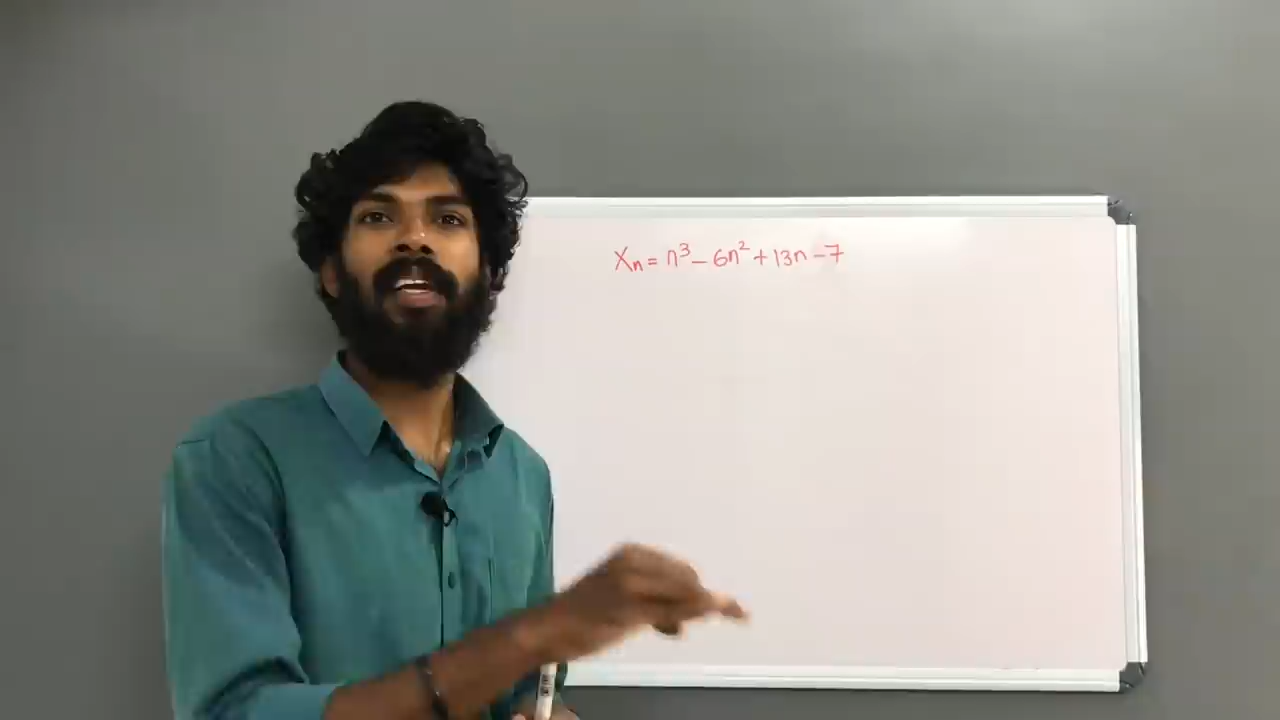 Xn = n³ − 6n² + 13n − 7